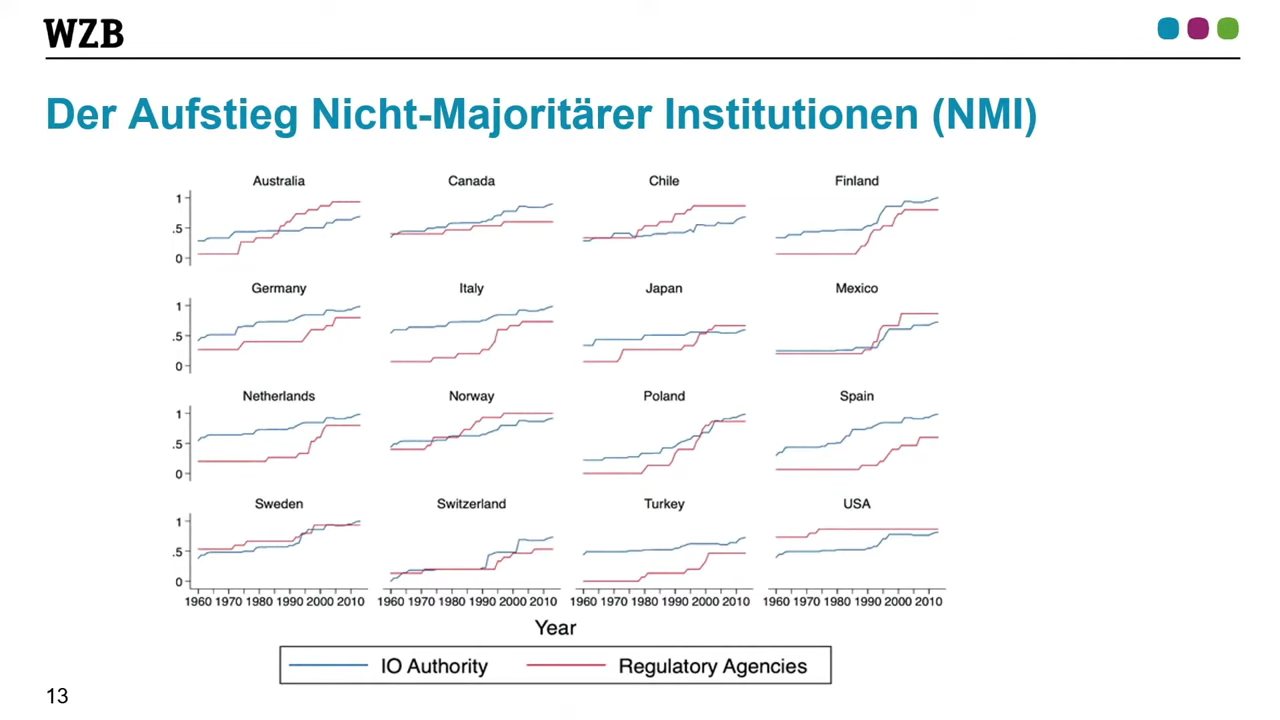 WZB
Der Aufstieg Nicht-Majoritärer Institutionen (NMI)
Australia Canada Chile Finland
1
.5
0
Germany Italy Japan Mexico
1
.5
0
Netherlands Norway Poland Spain
1
.5
0
Sweden Switzerland Turkey USA
1
.5
0
1960 1970 1980 1990 2000 2010 1960 1970 1980 1990 2000 2010 1960 1970 1980 1990 2000 2010 1960 1970 1980 1990 2000 2010
Year
IO Authority Regulatory Agencies
13